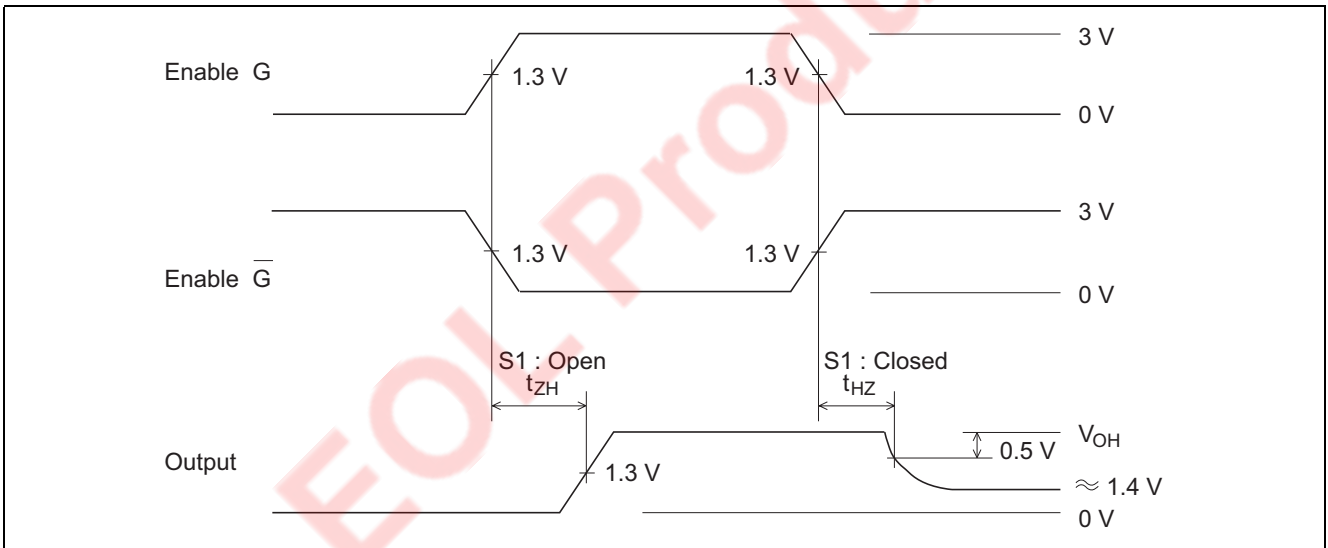 Enable G
1.3 V
1.3 V
3 V
0 V
Enable G̅
1.3 V
1.3 V
3 V
0 V
S1 : Open
tZH
S1 : Closed
tHZ
Output
1.3 V
0.5 V
VOH
≈ 1.4 V
0 V
EOL Produ